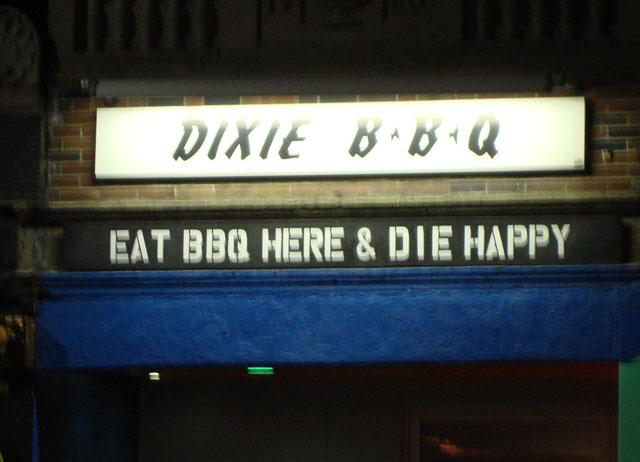 DIXIE B★B★Q
EAT BBQ HERE & DIE HAPPY